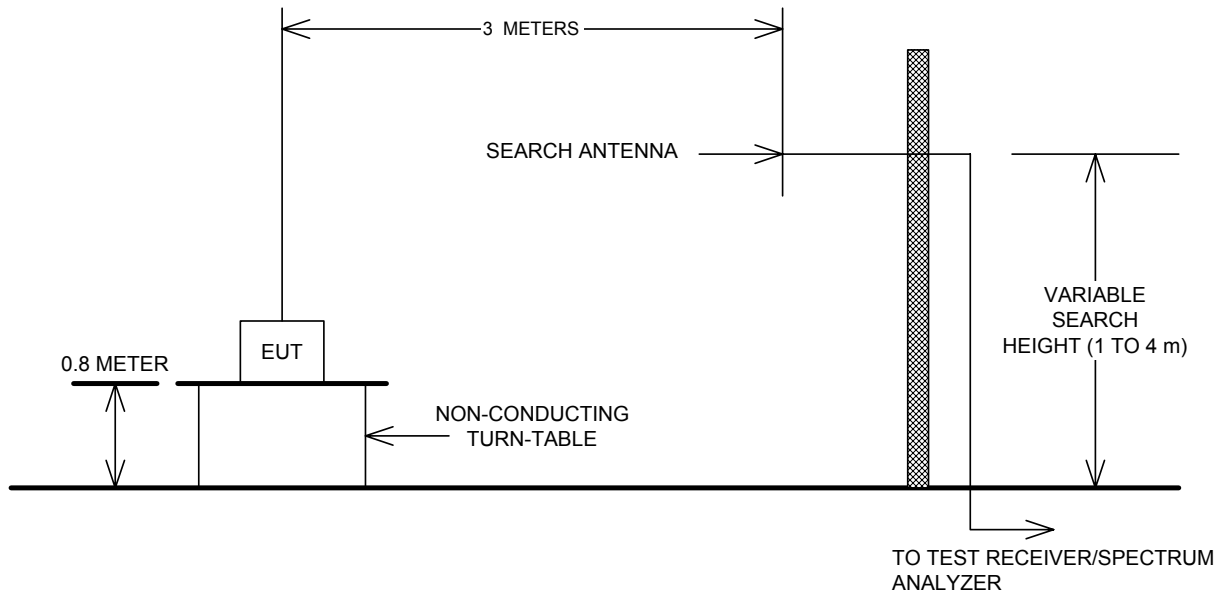 3 METERS
SEARCH ANTENNA
EUT
0.8 METER
NON-CONDUCTING
TURN-TABLE
VARIABLE
SEARCH
HEIGHT (1 TO 4 m)
TO TEST RECEIVER/SPECTRUM
ANALYZER